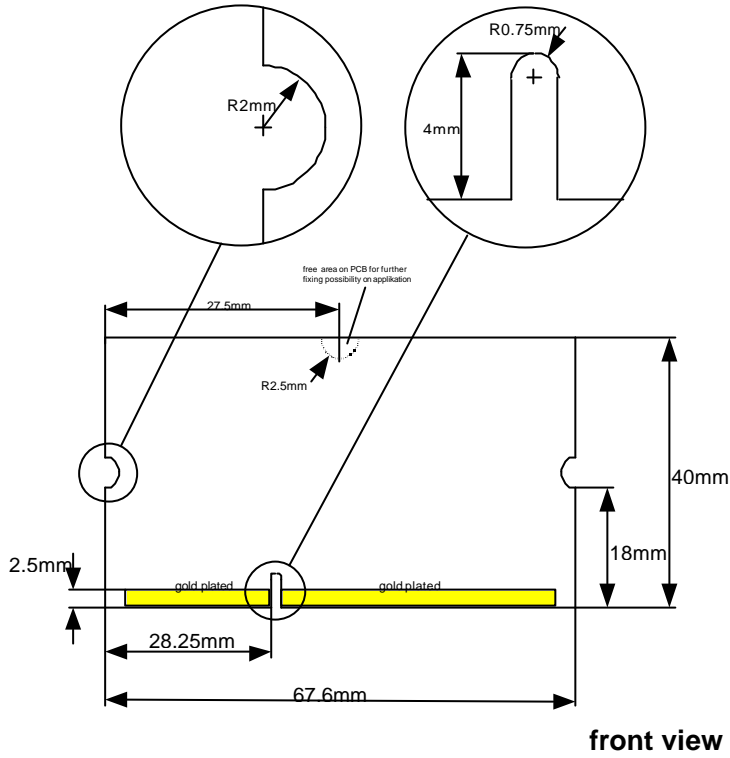 R0.75mm
R2mm
4mm
free area on PCB for further
fixing possibility on applikation
27.5mm
R2.5mm
40mm
18mm
2.5mm
gold plated
gold plated
28.25mm
67.6mm
front view